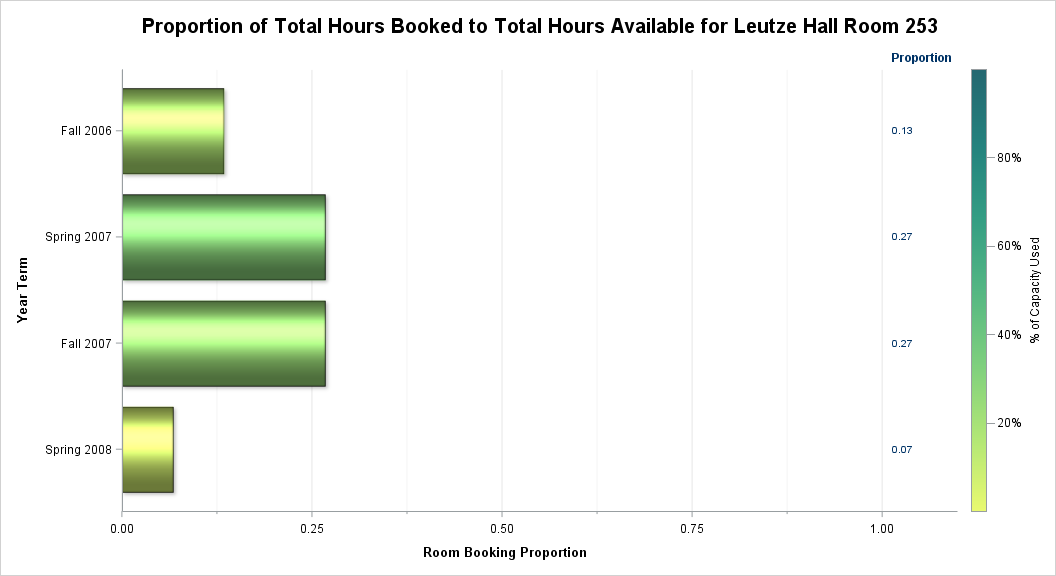 Proportion of Total Hours Booked to Total Hours Available for Leutze Hall Room 253
Proportion
Fall 2006
0.13
80%
Spring 2007
0.27
60%
Year Term
% of Capacity Used
Fall 2007
0.27
40%
20%
Spring 2008
0.07
0.00
0.25
0.50
0.75
1.00
Room Booking Proportion